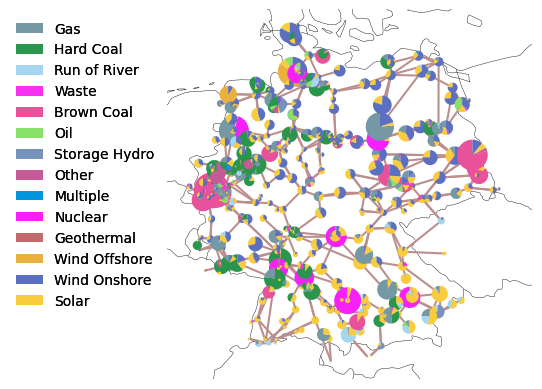 Gas
Hard Coal
Run of River
Waste
Brown Coal
Oil
Storage Hydro
Other
Multiple
Nuclear
Geothermal
Wind Offshore
Wind Onshore
Solar